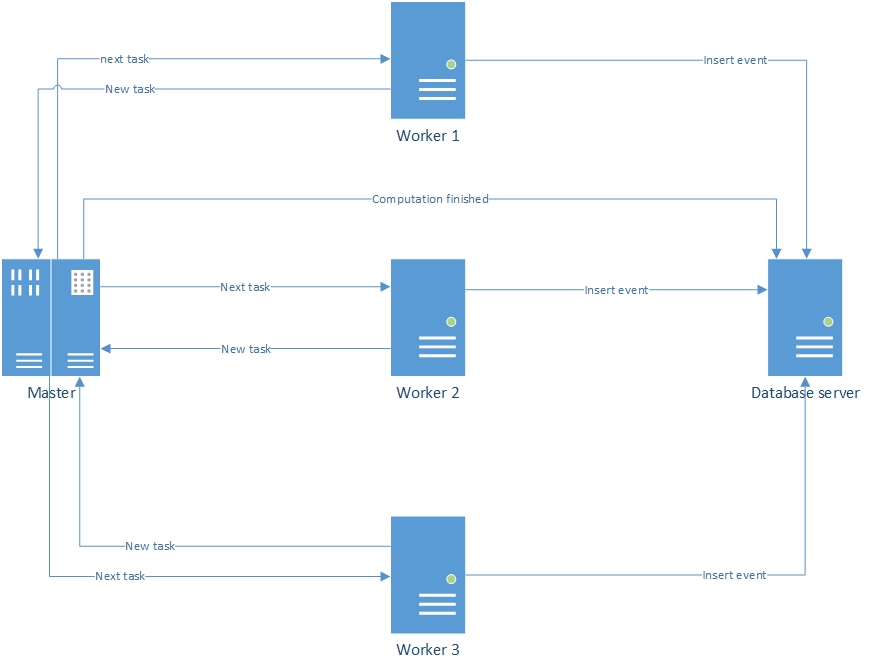 next task
Insert event
New task
Worker 1
Computation finished
Next task
Insert event
New task
Master
Worker 2
Database server
New task
Next task
Insert event
Worker 3